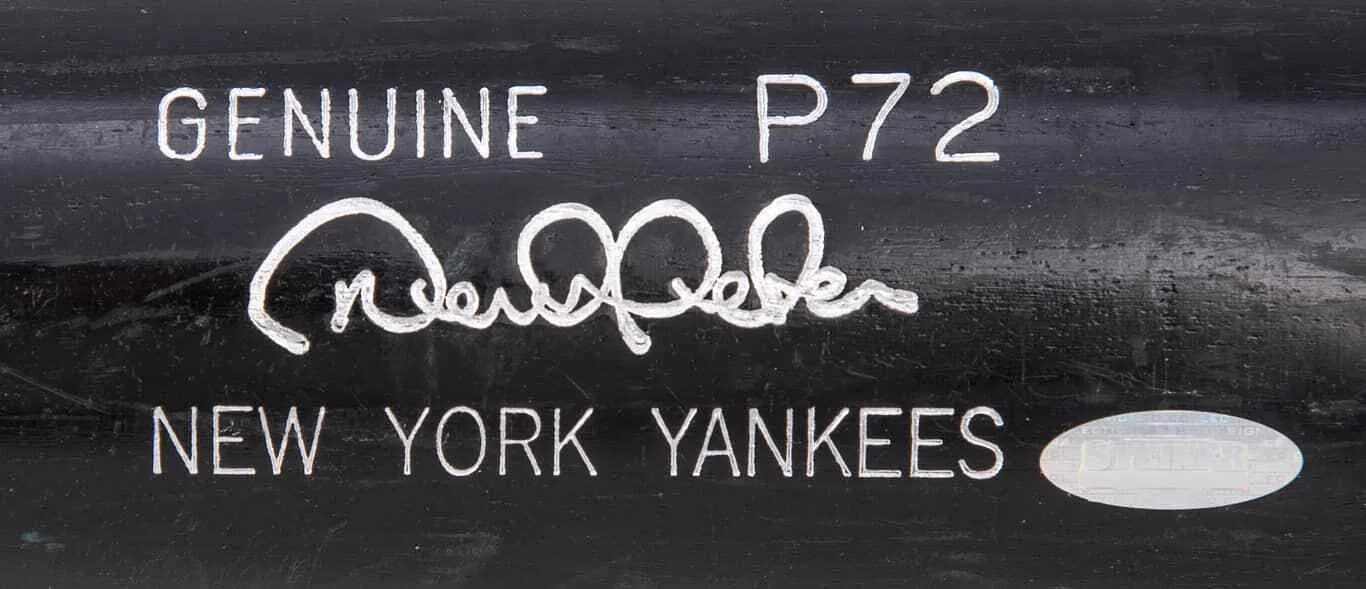 GENUINE P72
Derek Jeter
NEW YORK YANKEES